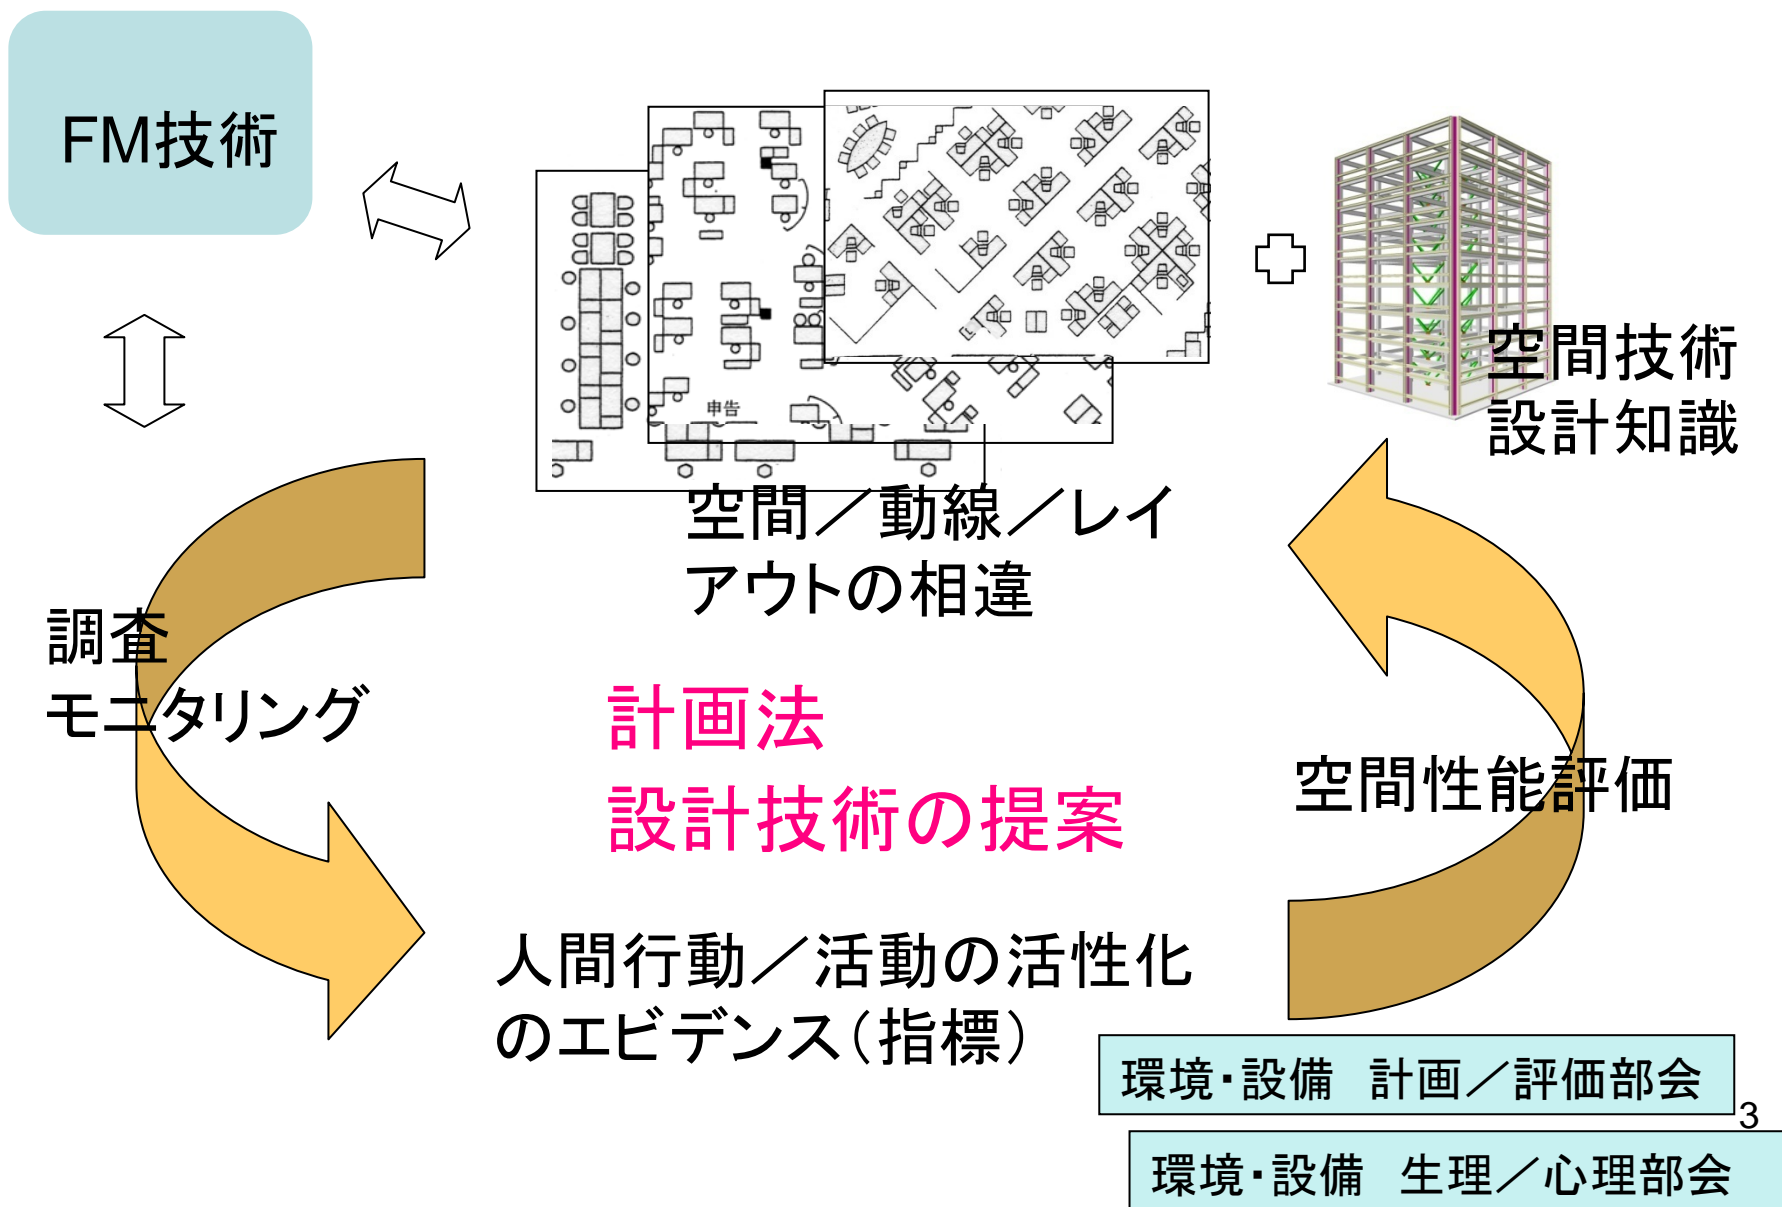 FM技術
申告
空間技術
設計知識
空間／動線／レイ
アウトの相違
調査
モニタリング
計画法
設計技術の提案
空間性能評価
人間行動／活動の活性化
のエビデンス（指標）
環境・設備　計画／評価部会
3
環境・設備　生理／心理部会